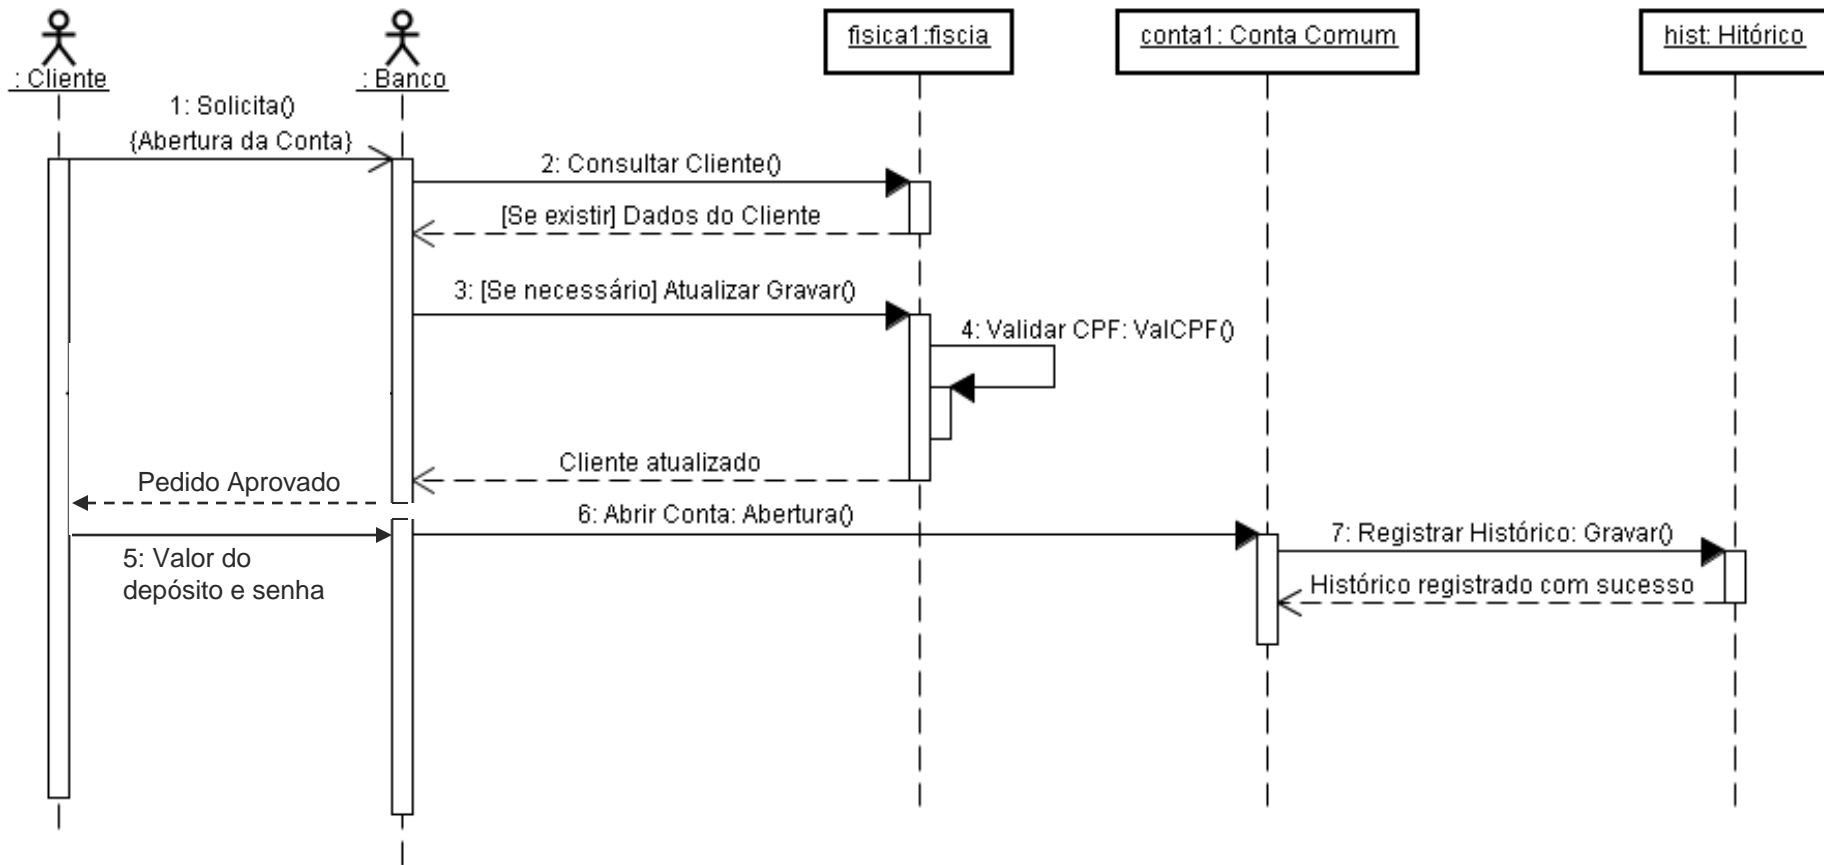 : Cliente
: Banco
fisica1:fiscia
conta1: Conta Comum
hist: Hitórico
1: Solicita()
{Abertura da Conta}
2: Consultar Cliente()
[Se existir] Dados do Cliente
3: [Se necessário] Atualizar Gravar()
4: Validar CPF: ValCPF()
Cliente atualizado
Pedido Aprovado
6: Abrir Conta: Abertura()
7: Registrar Histórico: Gravar()
5: Valor do
depósito e senha
Histórico registrado com sucesso